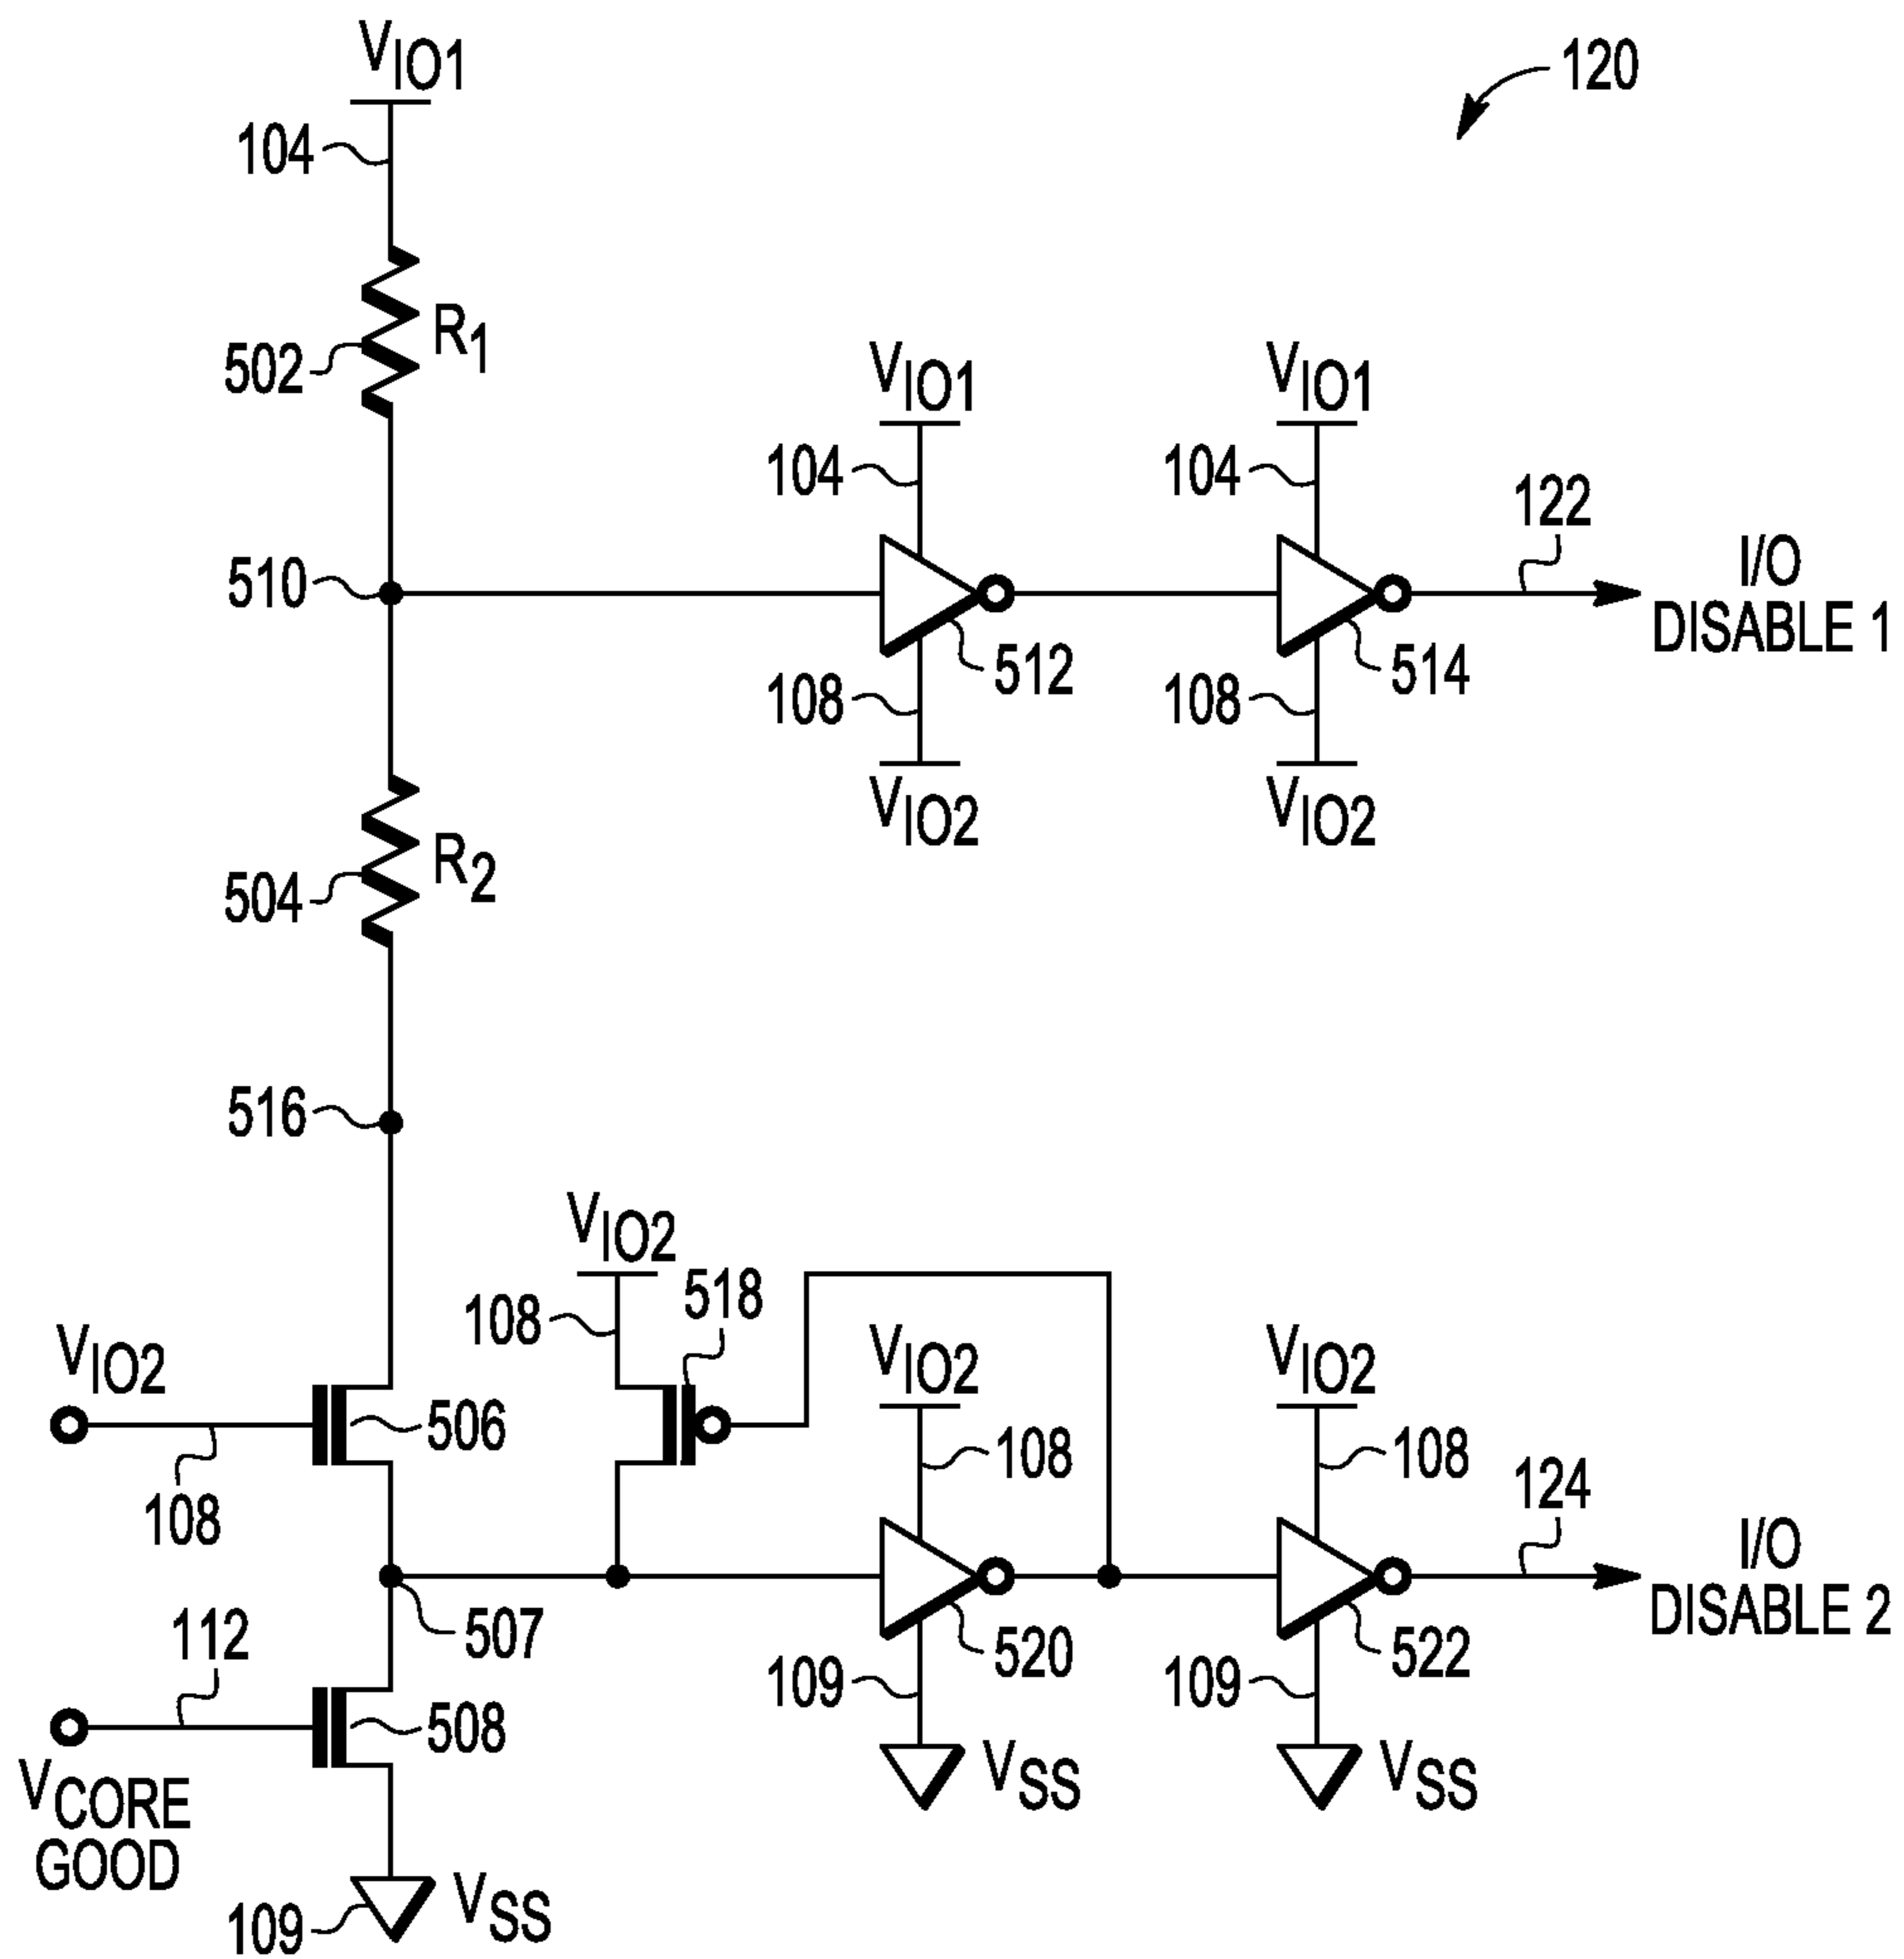 VIO1
120
104
R1
502
VIO1
VIO1
104
104
122
510
I/O
DISABLE 1
512
514
108
108
VIO2
VIO2
R2
504
516
VIO2
518
108
VIO2
VIO2
VIO2
506
108
108
124
108
I/O
DISABLE 2
507
112
520
522
109
109
508
VSS
VSS
VCORE
GOOD
109
VSS